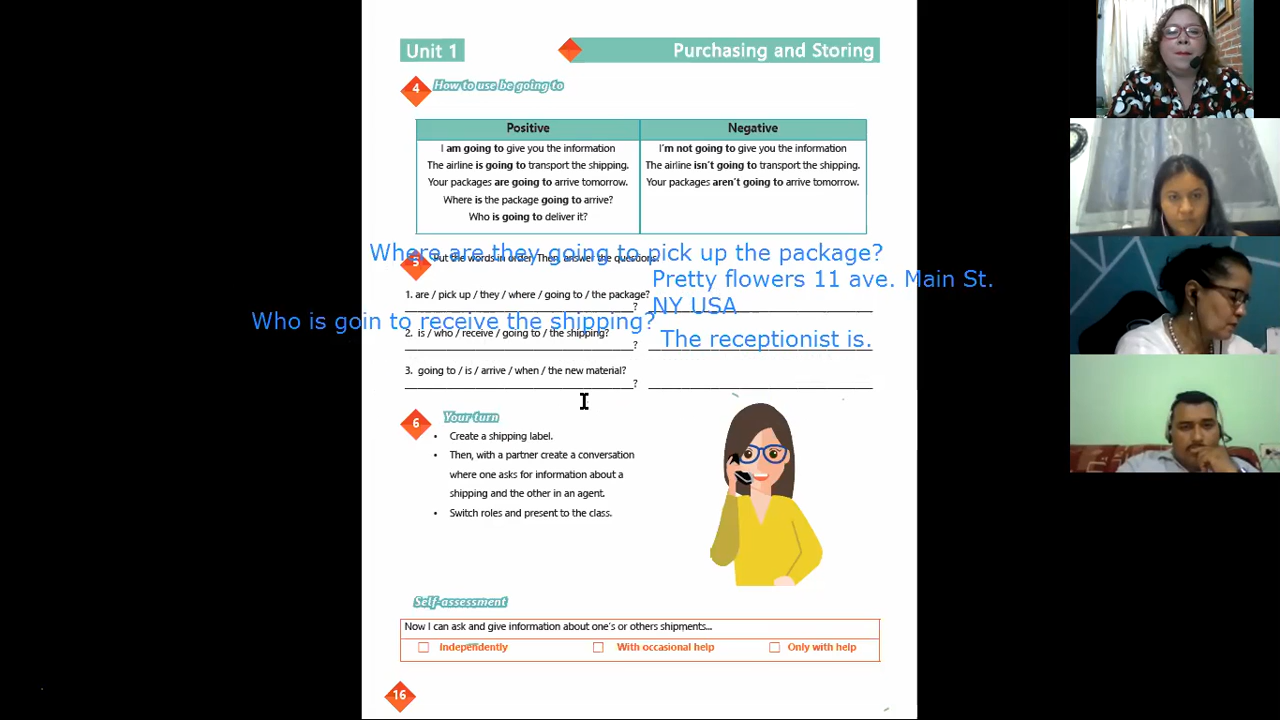 Unit 1
Purchasing and Storing
4 How to use be going to
Positive
Negative
I am going to give you the information
I'm not going to give you the information
The airline is going to transport the shipping.
The airline isn't going to transport the shipping.
Your packages are going to arrive tomorrow.
Your packages aren't going to arrive tomorrow.
Where is the package going to arrive?
Who is going to deliver it?
Where are they going to pick up the package?
5 Put the words in order. Then, answer the questions.
Pretty flowers 11 ave. Main St.
1. are / pick up / they / where / going to / the package?
NY USA
____?
Who is goin to receive the shipping?
2. is / who / receive / going to / the shipping?
The receptionist is.
____?
3. going to / is / arrive / when / the new material?
____?
6 Your turn
• Create a shipping label.
• Then, with a partner create a conversation
where one asks for information about a
shipping and the other in an agent.
• Switch roles and present to the class.
Self-assessment
Now I can ask and give information about one's or others shipments...
☐ Independently
☐ With occasional help
☐ Only with help
16